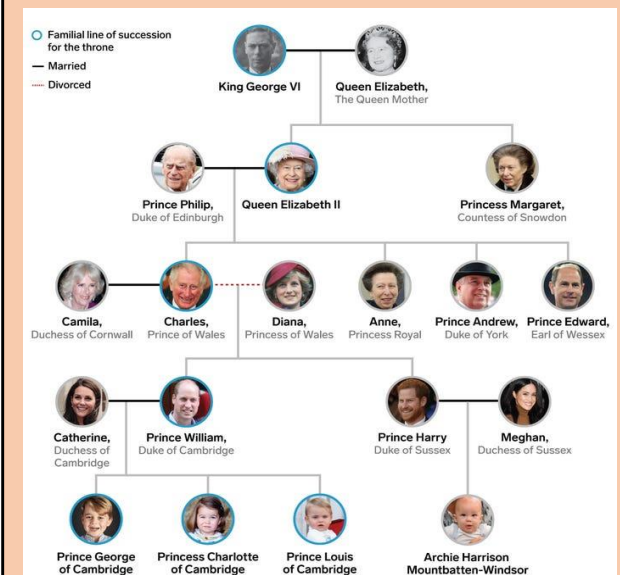 Familial line of succession
for the throne
Married
Divorced
King George VI
Queen Elizabeth,
The Queen Mother
Prince Philip,
Duke of Edinburgh
Queen Elizabeth II
Princess Margaret,
Countess of Snowdon
Camila,
Duchess of Cornwall
Charles,
Prince of Wales
Diana,
Princess of Wales
Anne,
Princess Royal
Prince Andrew,
Duke of York
Prince Edward,
Earl of Wessex
Catherine,
Duchess of
Cambridge
Prince William,
Duke of Cambridge
Prince Harry
Duke of Sussex
Meghan,
Duchess of Sussex
Prince George
of Cambridge
Princess Charlotte
of Cambridge
Prince Louis
of Cambridge
Archie Harrison
Mountbatten-Windsor